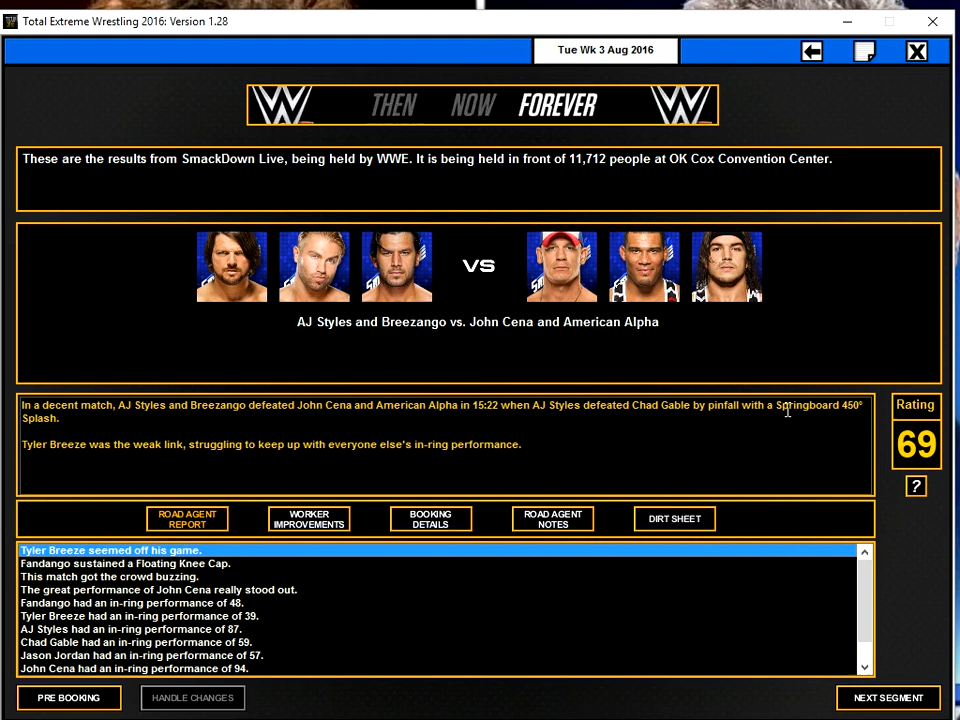 Total Extreme Wrestling 2016: Version 1.28
Tue Wk 3 Aug 2016
THEN NOW FOREVER
These are the results from SmackDown Live, being held by WWE. It is being held in front of 11,712 people at OK Cox Convention Center.
VS
AJ Styles and Breezango vs. John Cena and American Alpha
In a decent match, AJ Styles and Breezango defeated John Cena and American Alpha in 15:22 when AJ Styles defeated Chad Gable by pinfall with a Springboard 450°
Splash.
Tyler Breeze was the weak link, struggling to keep up with everyone else's in-ring performance.
Rating
69
?
ROAD AGENT
REPORT
WORKER
IMPROVEMENTS
BOOKING
DETAILS
ROAD AGENT
NOTES
DIRT SHEET
Tyler Breeze seemed off his game.
Fandango sustained a Floating Knee Cap.
This match got the crowd buzzing.
The great performance of John Cena really stood out.
Fandango had an in-ring performance of 48.
Tyler Breeze had an in-ring performance of 39.
AJ Styles had an in-ring performance of 87.
Chad Gable had an in-ring performance of 59.
Jason Jordan had an in-ring performance of 57.
John Cena had an in-ring performance of 94.
PRE BOOKING
HANDLE CHANGES
NEXT SEGMENT